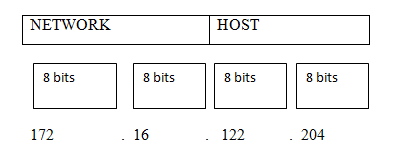 NETWORK HOST
8 bits 8 bits 8 bits 8 bits
172 . 16 . 122 . 204